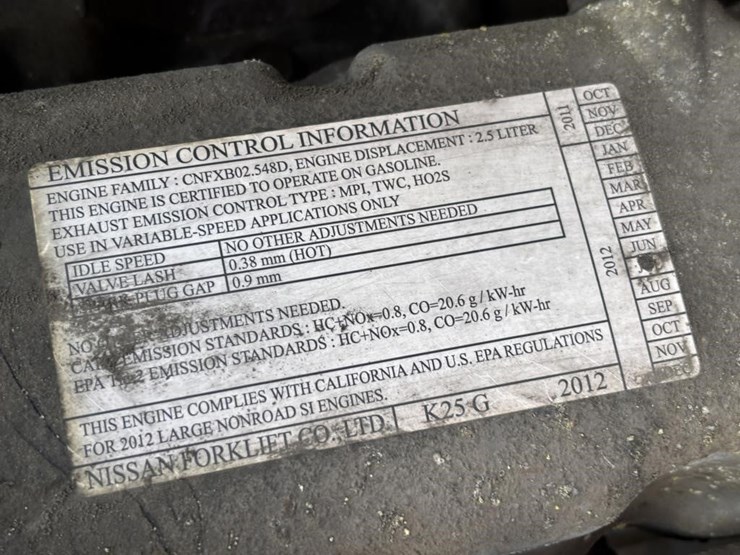 EMISSION CONTROL INFORMATION
ENGINE FAMILY : CNFXB02.548D, ENGINE DISPLACEMENT : 2.5 LITER
THIS ENGINE IS CERTIFIED TO OPERATE ON GASOLINE.
EXHAUST EMISSION CONTROL TYPE : MPI, TWC, HO2S
USE IN VARIABLE-SPEED APPLICATIONS ONLY
IDLE SPEED NO OTHER ADJUSTMENTS NEEDED
VALVE LASH 0.38 mm (HOT)
PLUG GAP 0.9 mm
NO ADJUSTMENTS NEEDED.
EMISSION STANDARDS : HC+NOx=0.8, CO=20.6 g / kW-hr
EPA EMISSION STANDARDS : HC+NOx=0.8, CO=20.6 g / kW-hr
THIS ENGINE COMPLIES WITH CALIFORNIA AND U.S. EPA REGULATIONS
FOR 2012 LARGE NONROAD SI ENGINES.
NISSAN FORKLIFT CO., LTD. K25 G 2012
2011
OCT
NOV
DEC
2012
JAN
FEB
MAR
APR
MAY
JUN
AUG
SEP
OCT
NOV
DEC